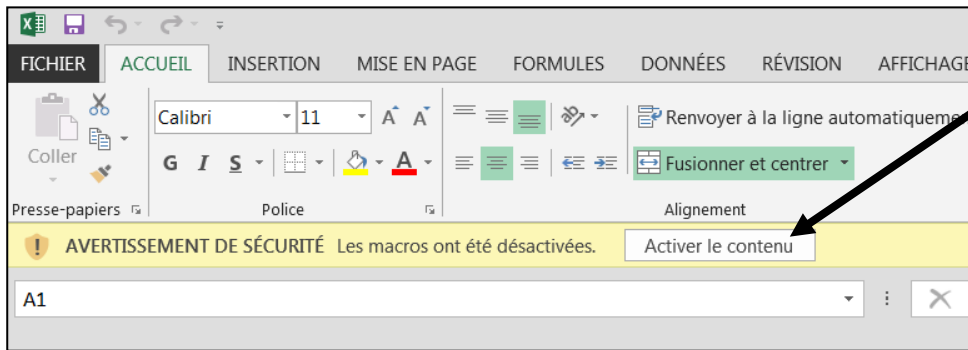 FICHIER ACCUEIL INSERTION MISE EN PAGE FORMULES DONNÉES RÉVISION AFFICHAGE
Calibri 11 A A Renvoyer à la ligne
Coller G I S A Fusionner et centrer
Presse-papiers Police Alignement
! AVERTISSEMENT DE SÉCURITÉ Les macros ont été désactivées. Activer le contenu
A1